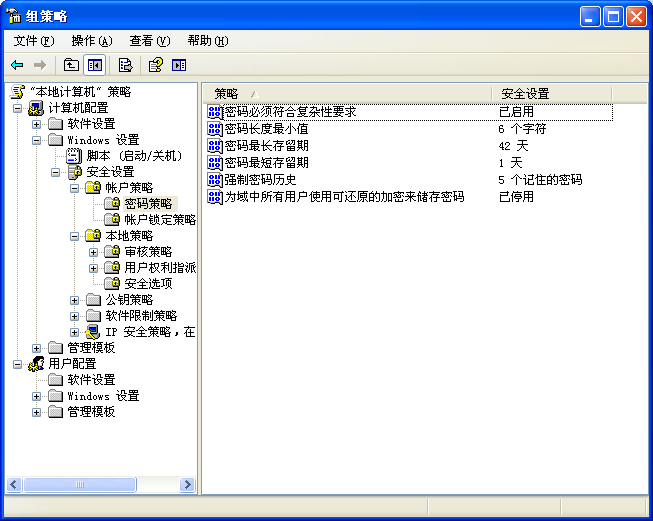 组策略
文件(F) 操作(A) 查看(V) 帮助(H)
"本地计算机" 策略
计算机配置
软件设置
Windows 设置
脚本 (启动/关机)
安全设置
帐户策略
密码策略
帐户锁定策略
本地策略
审核策略
用户权利指派
安全选项
公钥策略
软件限制策略
IP 安全策略，在
管理模板
用户配置
软件设置
Windows 设置
管理模板
策略 安全设置
密码必须符合复杂性要求 已启用
密码长度最小值 6 个字符
密码最长存留期 42 天
密码最短存留期 1 天
强制密码历史 5 个记住的密码
为域中所有用户使用可还原的加密来储存密码 已停用